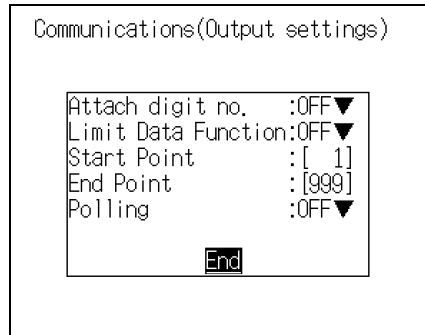 Communications(Output settings)
Attach digit no. :OFF▼
Limit Data Function:OFF▼
Start Point :[ 1]
End Point :[999]
Polling :OFF▼
End